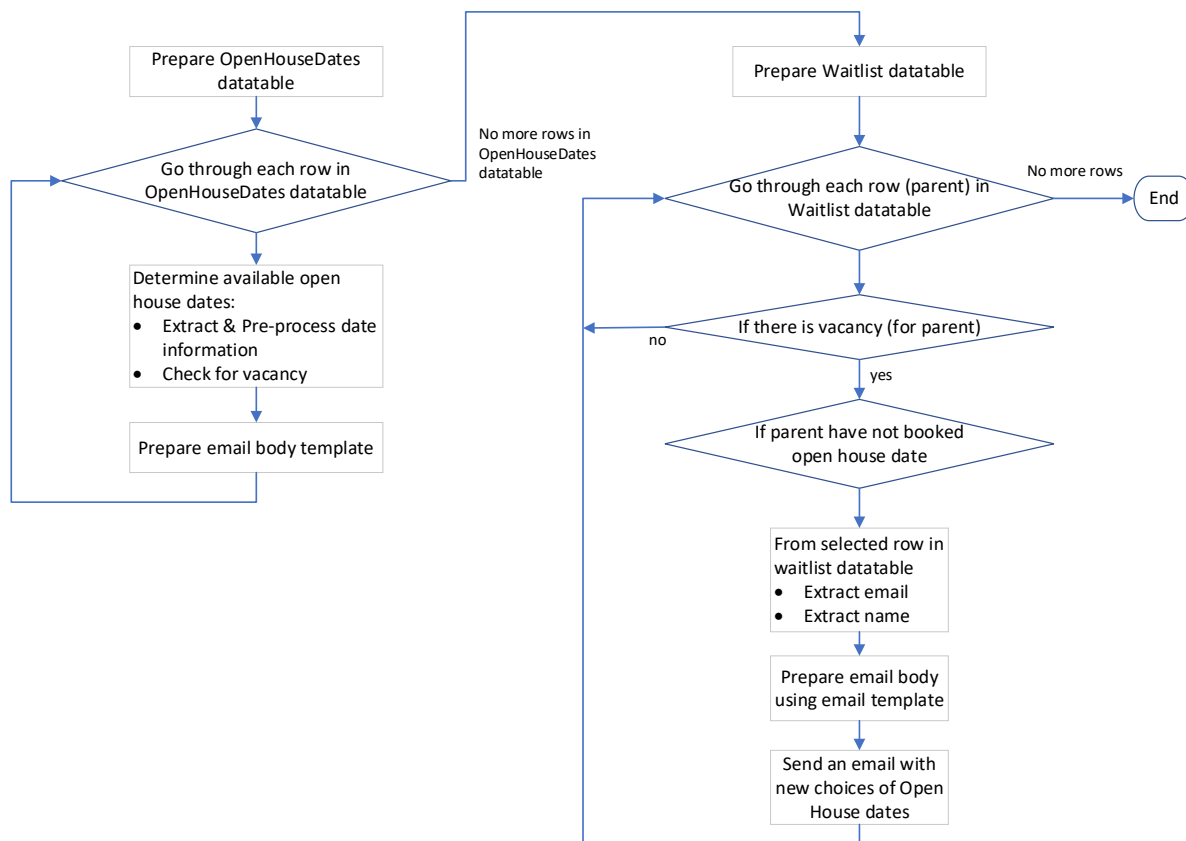 Prepare OpenHouseDates
datatable
Go through each row in
OpenHouseDates datatable
No more rows in
OpenHouseDates
datatable
Determine available open
house dates:
• Extract & Pre-process date
information
• Check for vacancy
Prepare email body template
Prepare Waitlist datatable
Go through each row (parent) in
Waitlist datatable
No more rows
End
If there is vacancy (for parent)
no
yes
If parent have not booked
open house date
From selected row in
waitlist datatable
• Extract email
• Extract name
Prepare email body
using email template
Send an email with
new choices of Open
House dates